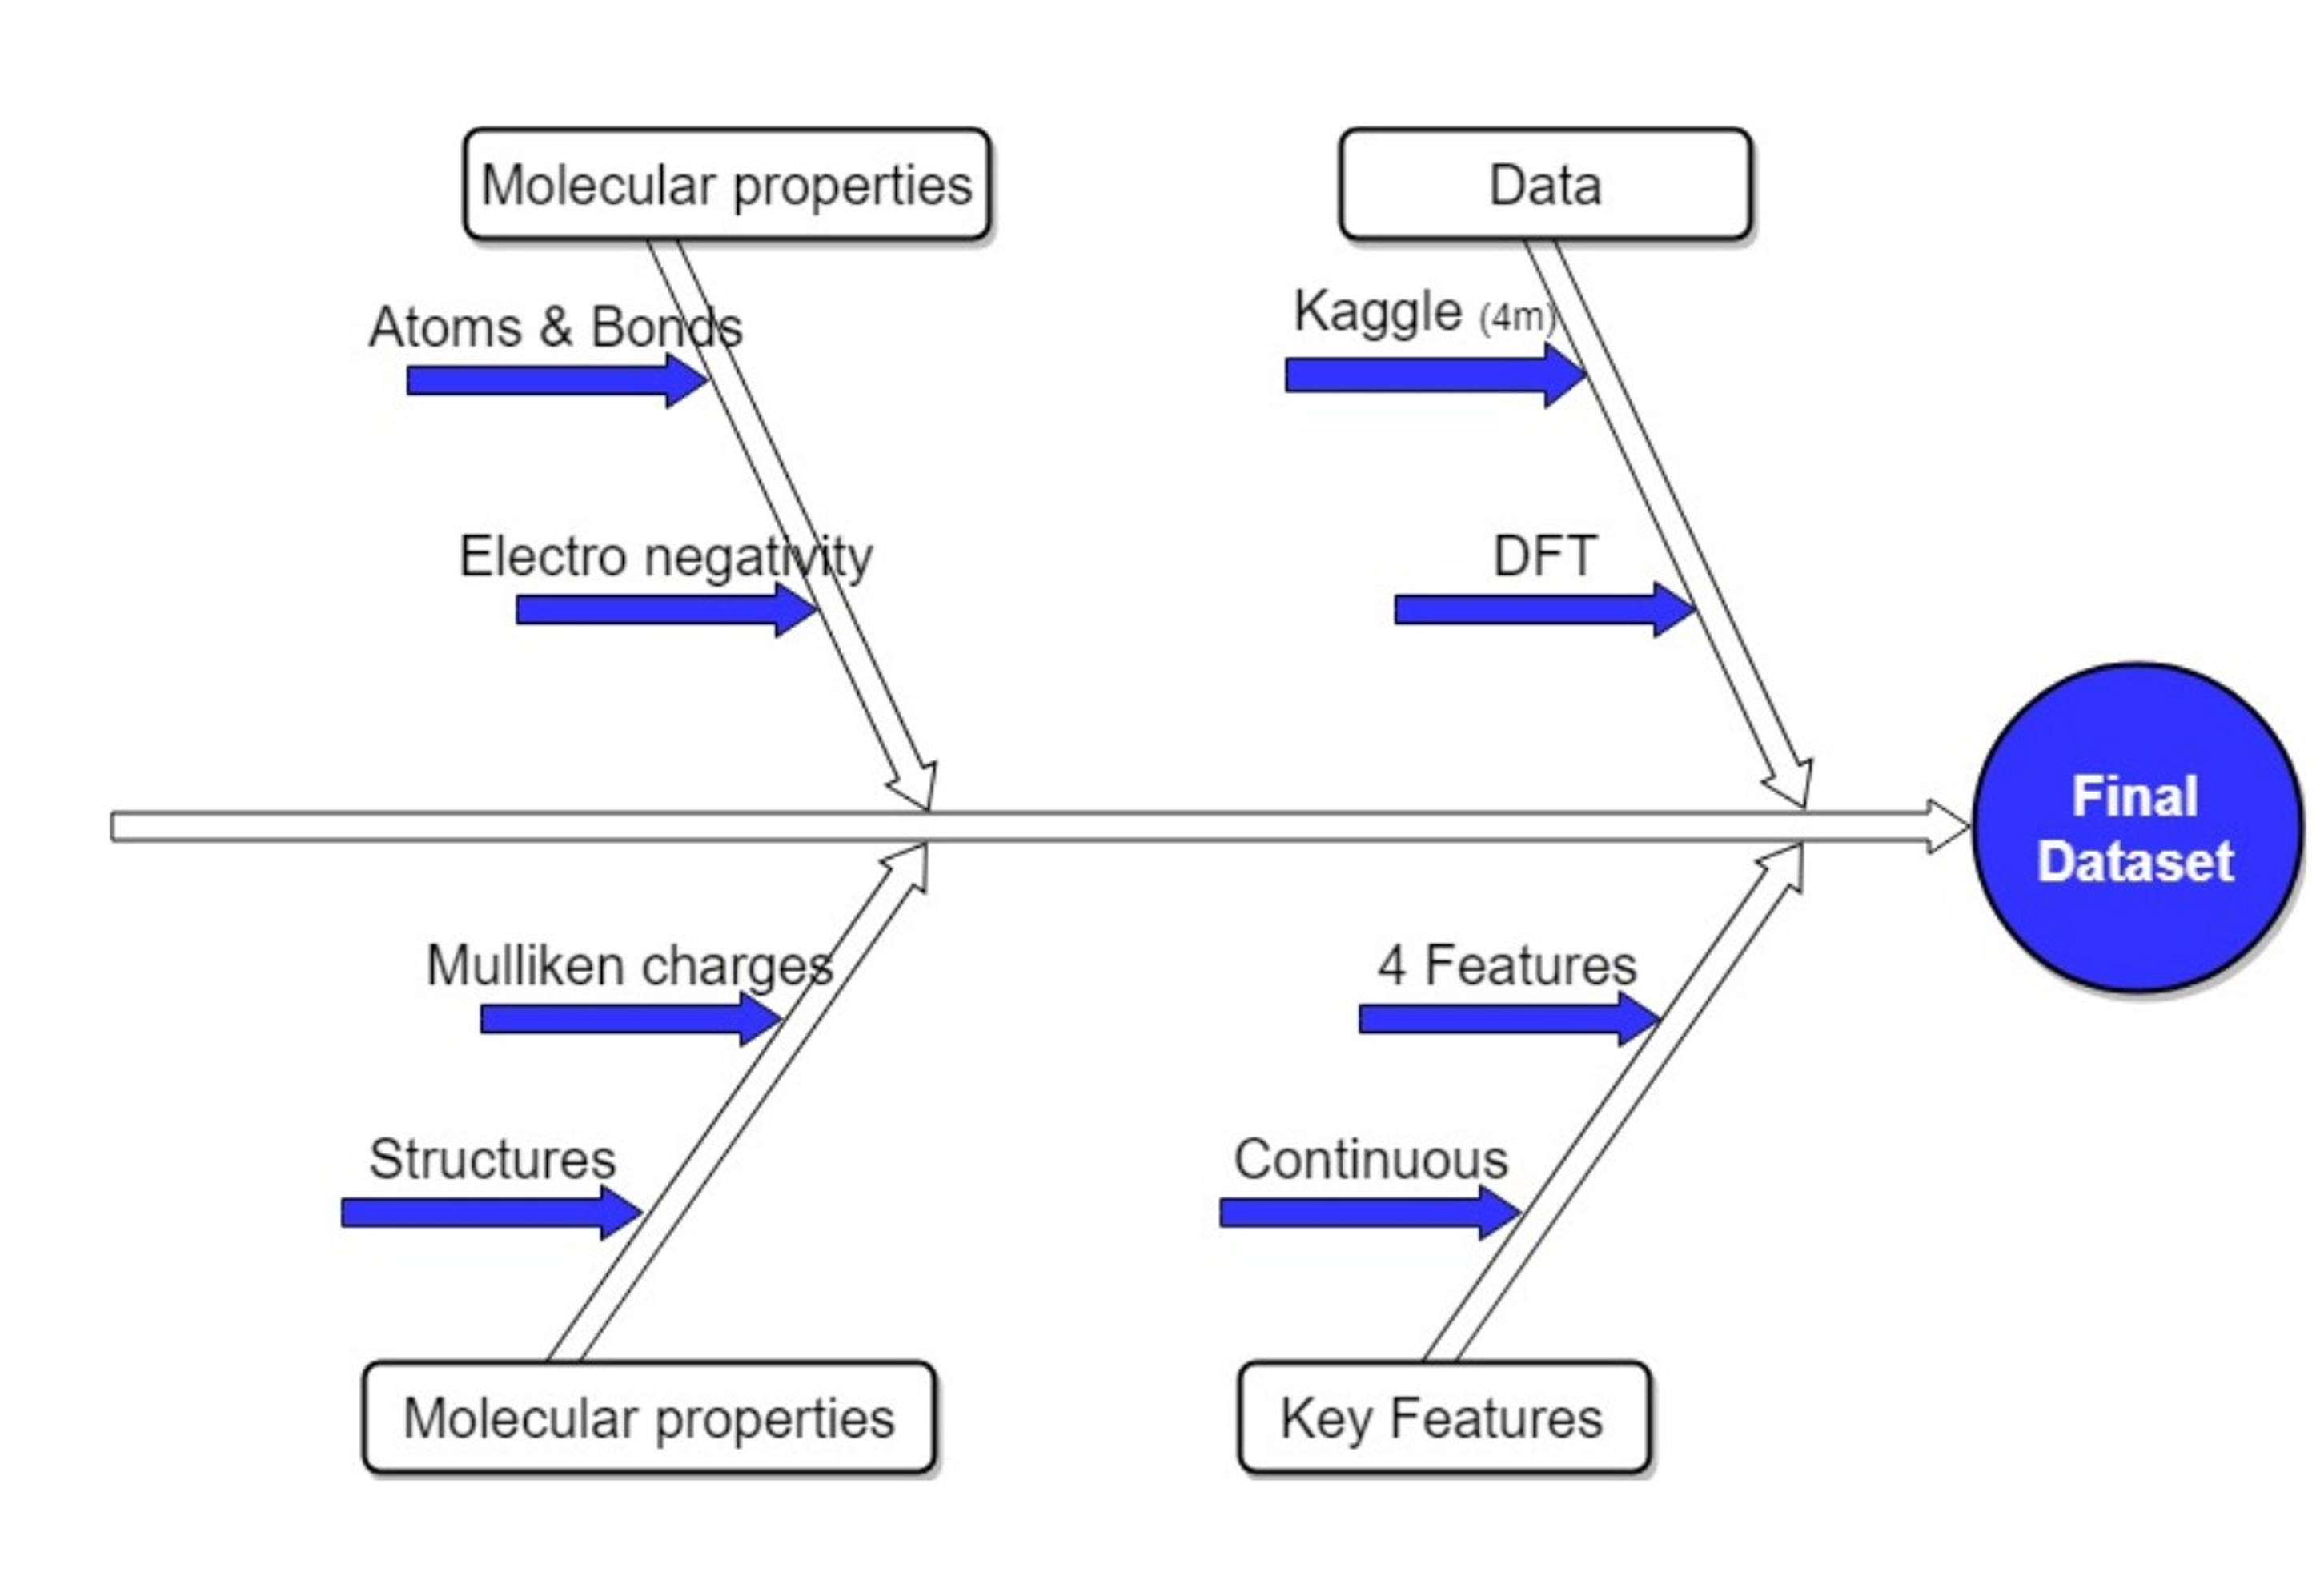 Molecular properties
Data
Atoms & Bonds
Kaggle (4m)
Electro negativity
DFT
Final
Dataset
Mulliken charges
4 Features
Structures
Continuous
Molecular properties
Key Features